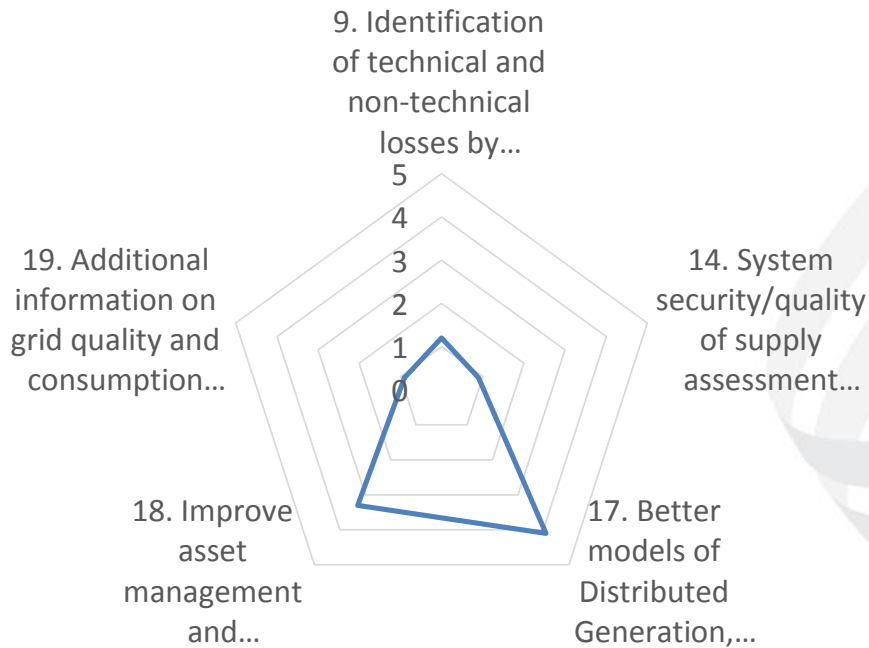 9. Identification
of technical and
non-technical
losses by…
5
4
3
2
1
0
14. System
security/quality
of supply
assessment…
17. Better
models of
Distributed
Generation,…
18. Improve
asset
management
and…
19. Additional
information on
grid quality and
consumption…